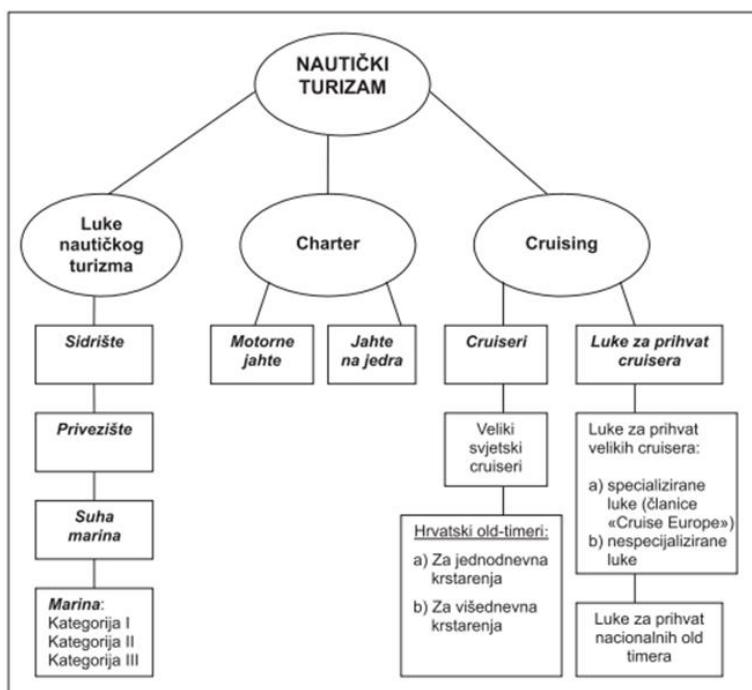 NAUTIČKI
TURIZAM
Luke
nautičkog
turizma
Charter
Cruising
Sidrište
Motorne
jahte
Jahte
na jedra
Cruiseri
Luke za prihvat
cruisera
Privezište
Veliki
svjetski
cruiseri
Luke za prihvat
velikih cruisera:
a) specializirane
luke (članice
«Cruise Europe»)
b) nespecijalizirane
luke
Suha
marina
Hrvatski old-timeri:
a) Za jednodnevna
krstarenja
b) Za višednevna
krstarenja
Marina:
Kategorija I
Kategorija II
Kategorija III
Luke za prihvat
nacionalnih old
timera